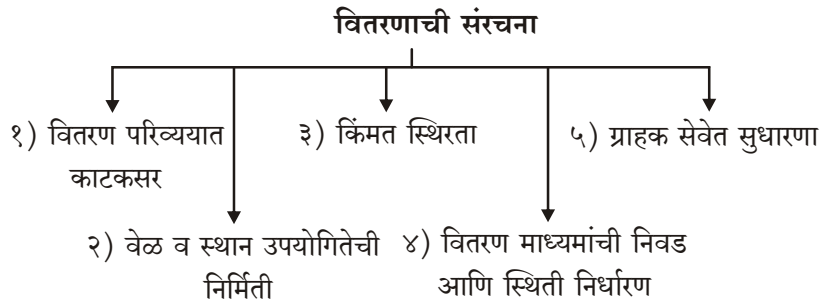 वितरणाची संरचना
१) वितरण परिव्ययात
काटकसर
३) किंमत स्थिरता
५) ग्राहक सेवेत सुधारणा
२) वेळ व स्थान उपयोगितेची
निर्मिती
४) वितरण माध्यमांची निवड
आणि स्थिती निर्धारण